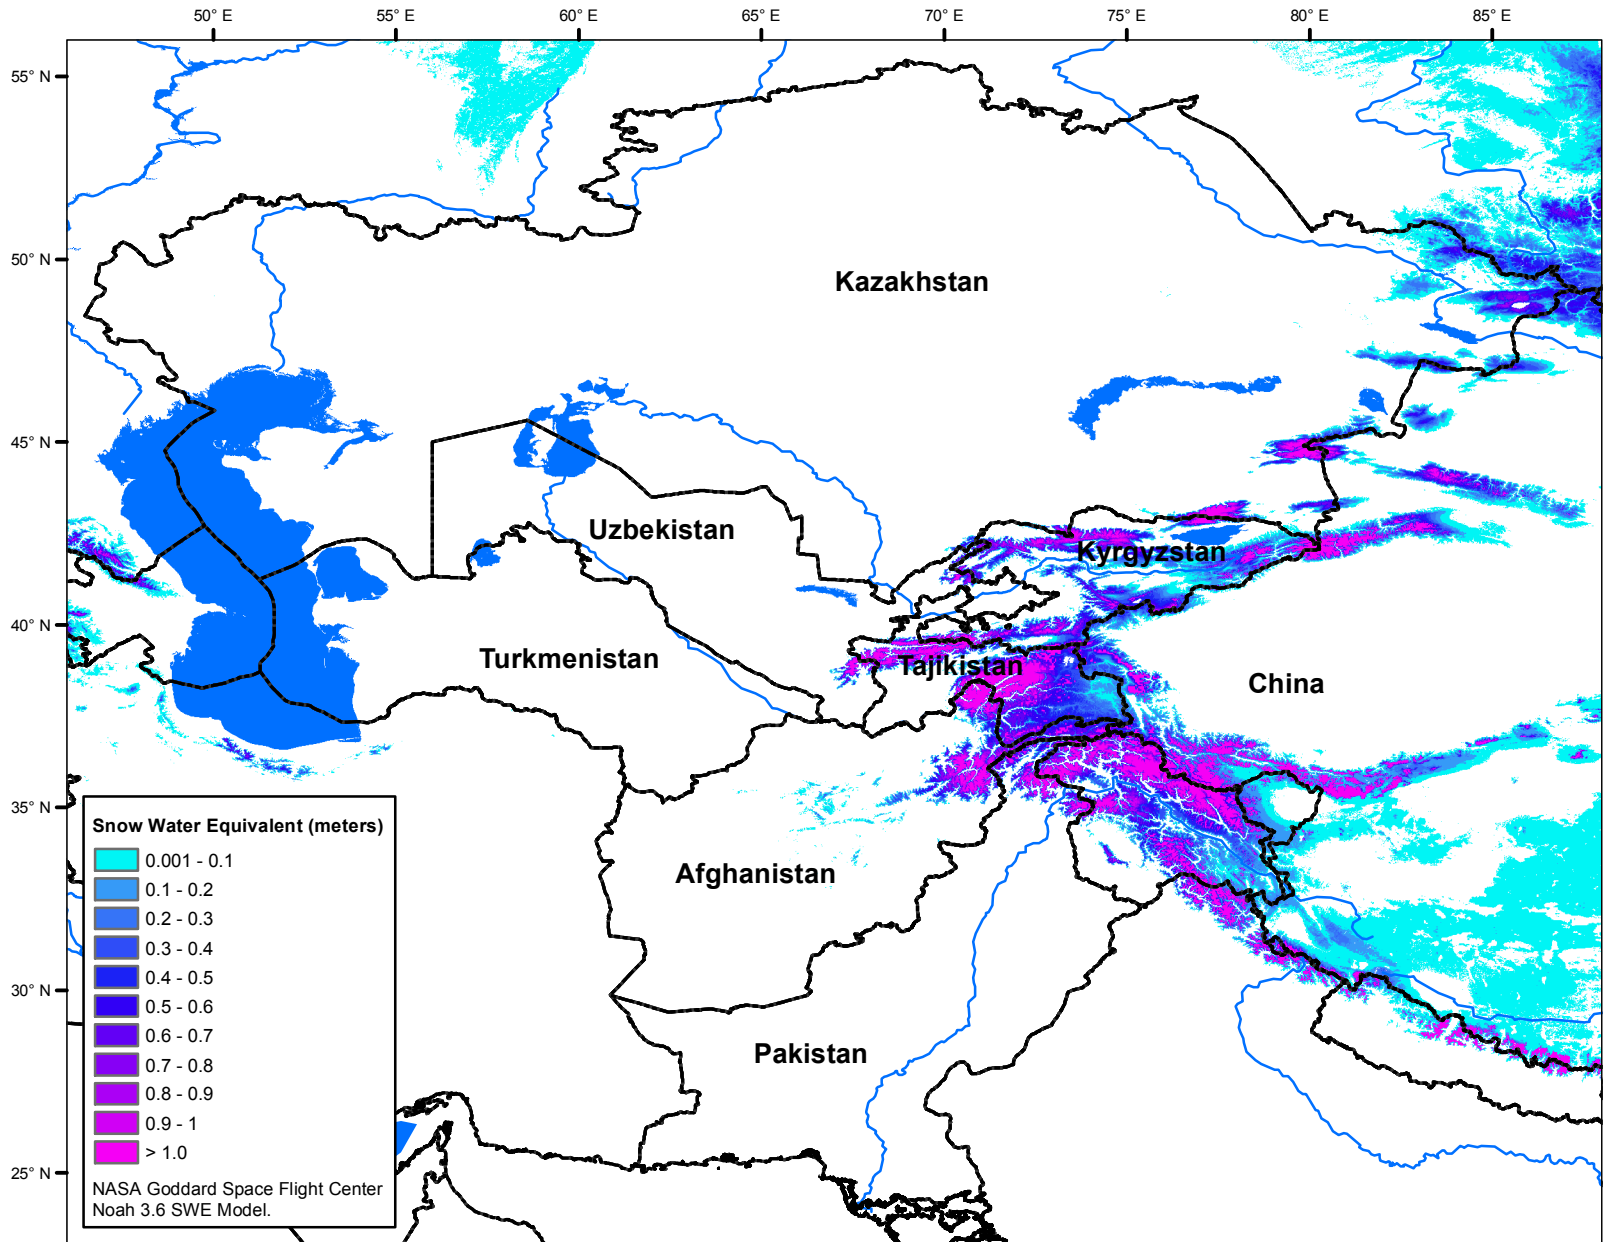 50° E 55° E 60° E 65° E 70° E 75° E 80° E 85° E
55° N
50° N
45° N
40° N
35° N
30° N
25° N
Kazakhstan
Uzbekistan
Kyrgyzstan
Turkmenistan
Tajikistan
China
Afghanistan
Pakistan
Snow Water Equivalent (meters)
0.001 - 0.1
0.1 - 0.2
0.2 - 0.3
0.3 - 0.4
0.4 - 0.5
0.5 - 0.6
0.6 - 0.7
0.7 - 0.8
0.8 - 0.9
0.9 - 1
> 1.0
NASA Goddard Space Flight Center
Noah 3.6 SWE Model.